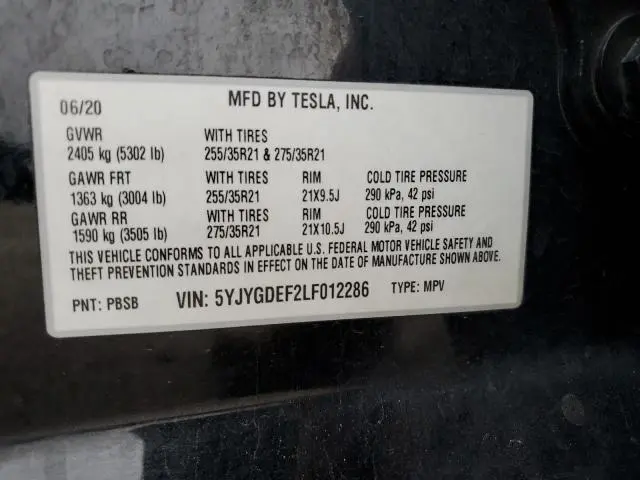 06/20 MFD BY TESLA, INC.
GVWR WITH TIRES
2405 kg (5302 lb) 255/35R21 & 275/35R21
GAWR FRT WITH TIRES RIM COLD TIRE PRESSURE
1363 kg (3004 lb) 255/35R21 21X9.5J 290 kPa, 42 psi
GAWR RR WITH TIRES RIM COLD TIRE PRESSURE
1590 kg (3505 lb) 275/35R21 21X10.5J 290 kPa, 42 psi
THIS VEHICLE CONFORMS TO ALL APPLICABLE U.S. FEDERAL MOTOR VEHICLE SAFETY AND
THEFT PREVENTION STANDARDS IN EFFECT ON THE DATE OF MANUFACTURE SHOWN ABOVE.
PNT: PBSB VIN: 5YJYGDEF2LF012286 TYPE: MPV